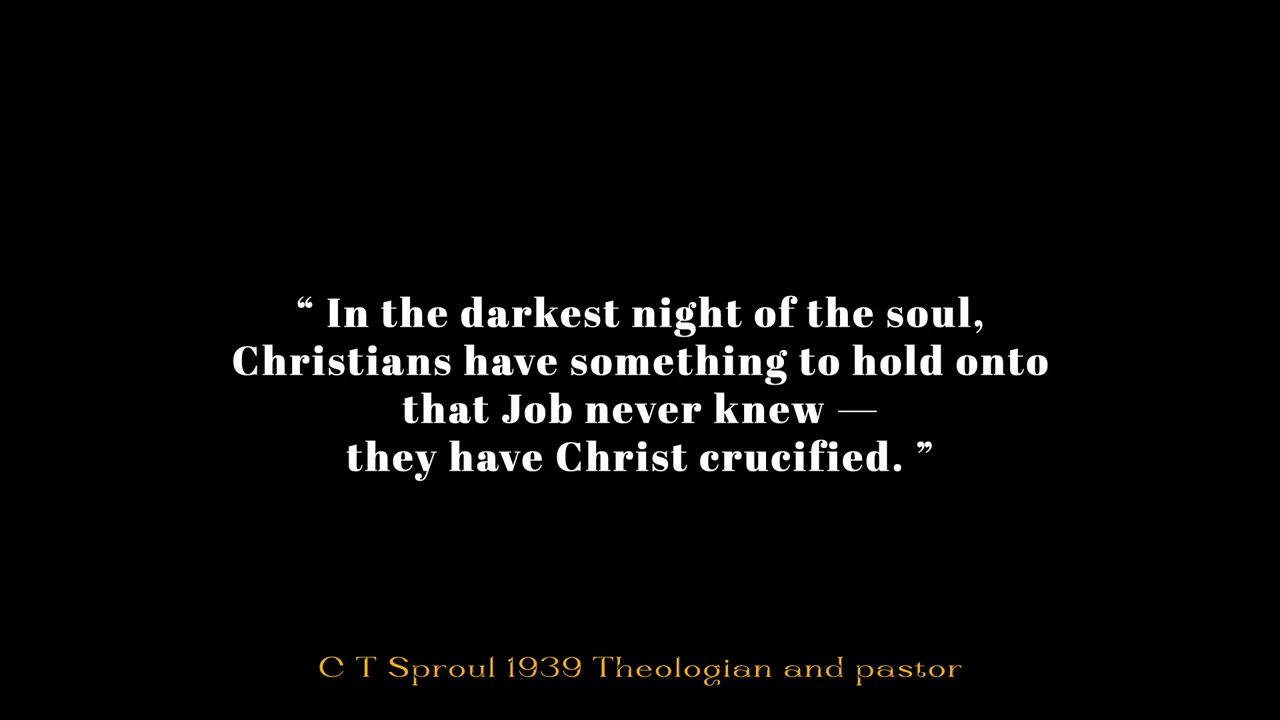 “ In the darkest night of the soul,
Christians have something to hold onto
that Job never knew —
they have Christ crucified. ”
C T Sproul 1939 Theologian and pastor